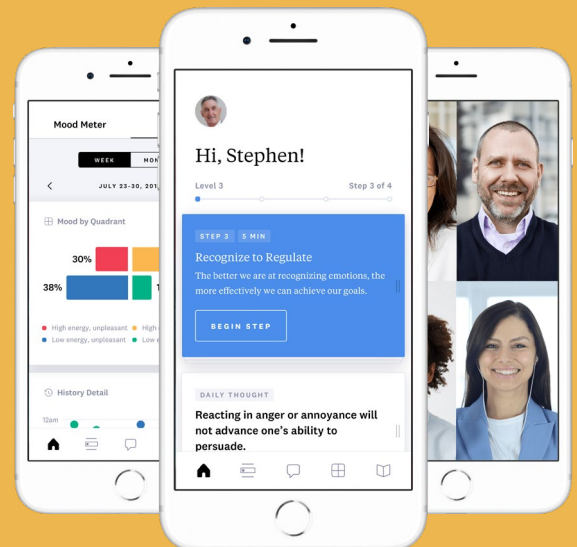 Mood Meter
WEEK
JULY 23-30,
Mood by Quadrant
30%
38%
High energy, unpleasant
Low energy, unpleasant
History Detail
12am
Hi, Stephen!
Level 3 Step 3 of 4
STEP 3 5 MIN
Recognize to Regulate
The better we are at recognizing emotions, the
more effectively we can achieve our goals.
BEGIN STEP
DAILY THOUGHT
Reacting in anger or annoyance will
not advance one's ability to
persuade.